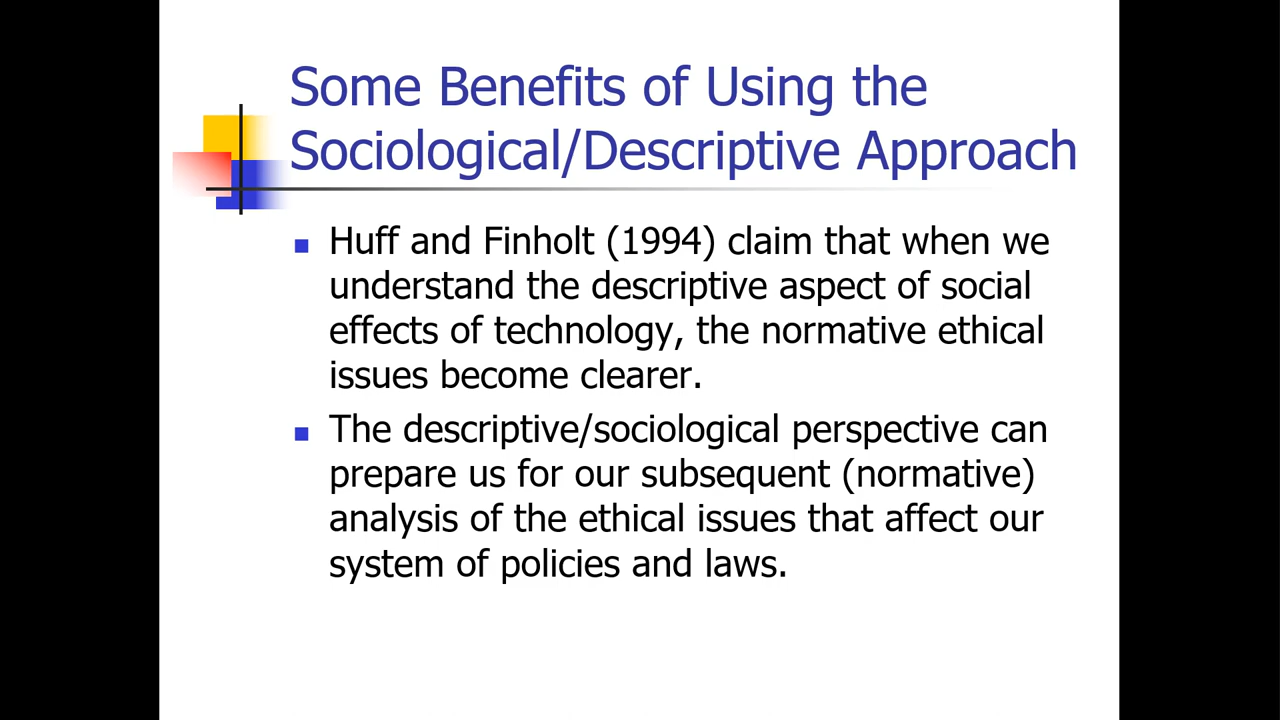 Some Benefits of Using the
Sociological/Descriptive Approach
Huff and Finholt (1994) claim that when we
understand the descriptive aspect of social
effects of technology, the normative ethical
issues become clearer.
The descriptive/sociological perspective can
prepare us for our subsequent (normative)
analysis of the ethical issues that affect our
system of policies and laws.